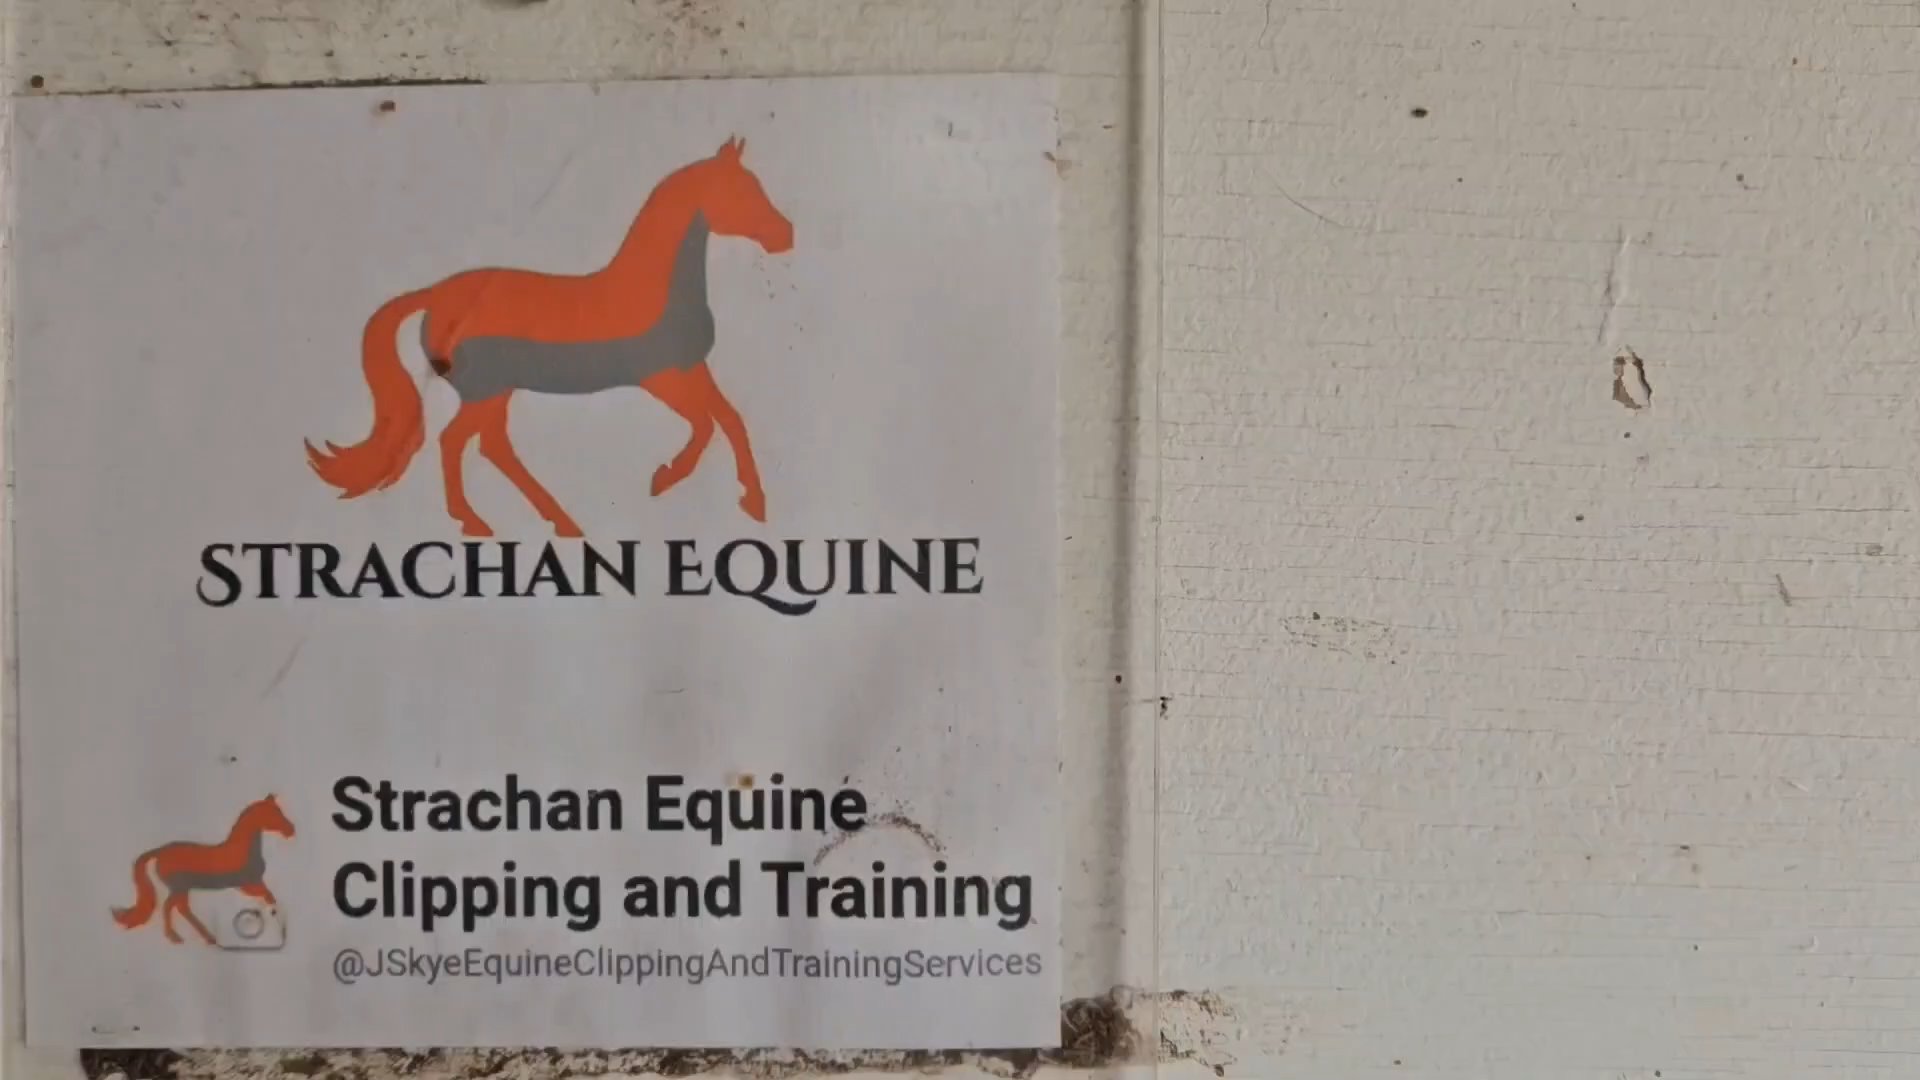 STRACHAN EQUINE
Strachan Equine
Clipping and Training
@JSkyeEquineClippingAndTrainingServices